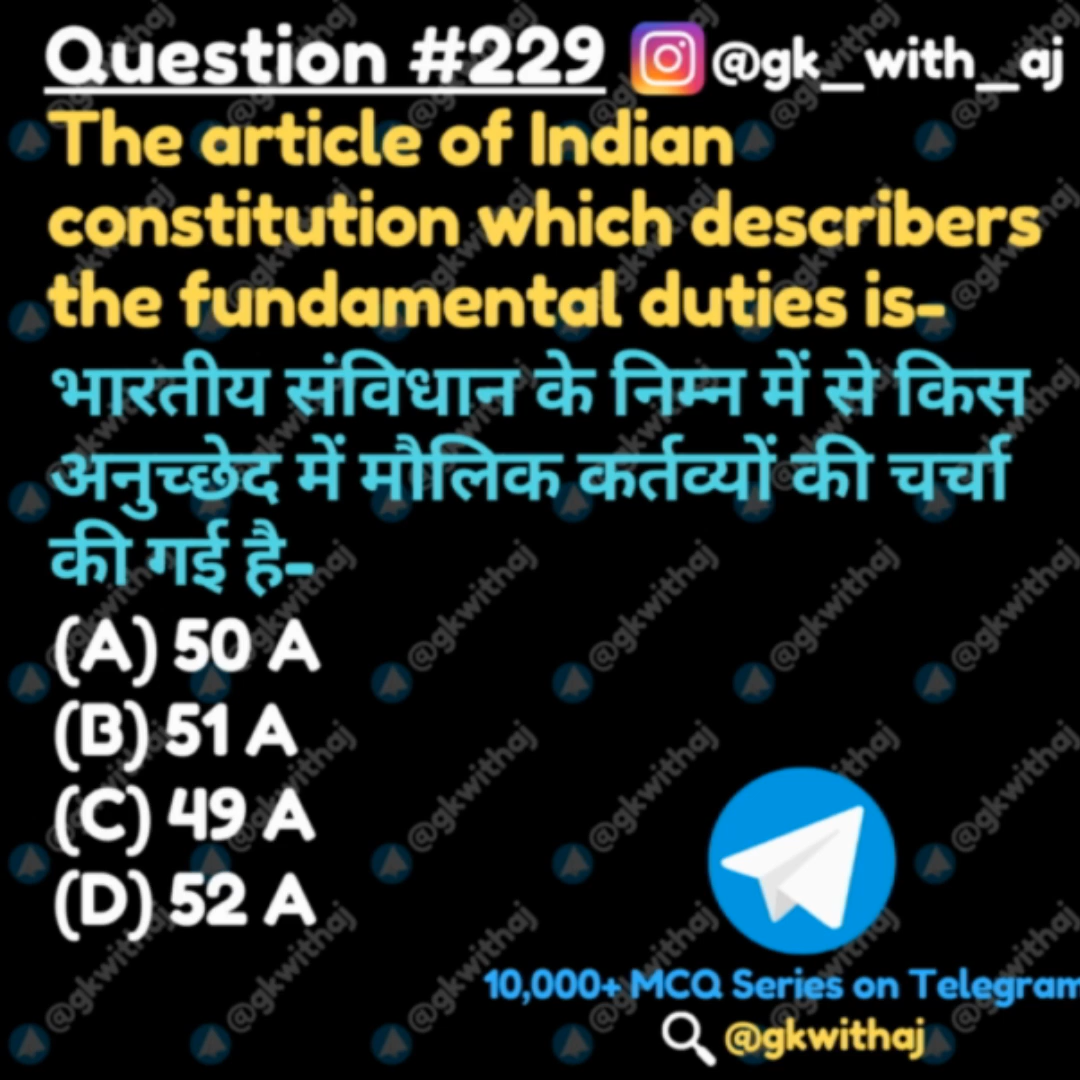 Question #229 @gk_with_aj
The article of Indian
constitution which describers
the fundamental duties is-
भारतीय संविधान के निम्न में से किस
अनुच्छेद में मौलिक कर्तव्यों की चर्चा
की गई है-
(A) 50 A
(B) 51 A
(C) 49 A
(D) 52 A
10,000+ MCQ Series on Telegram
@gkwithaj